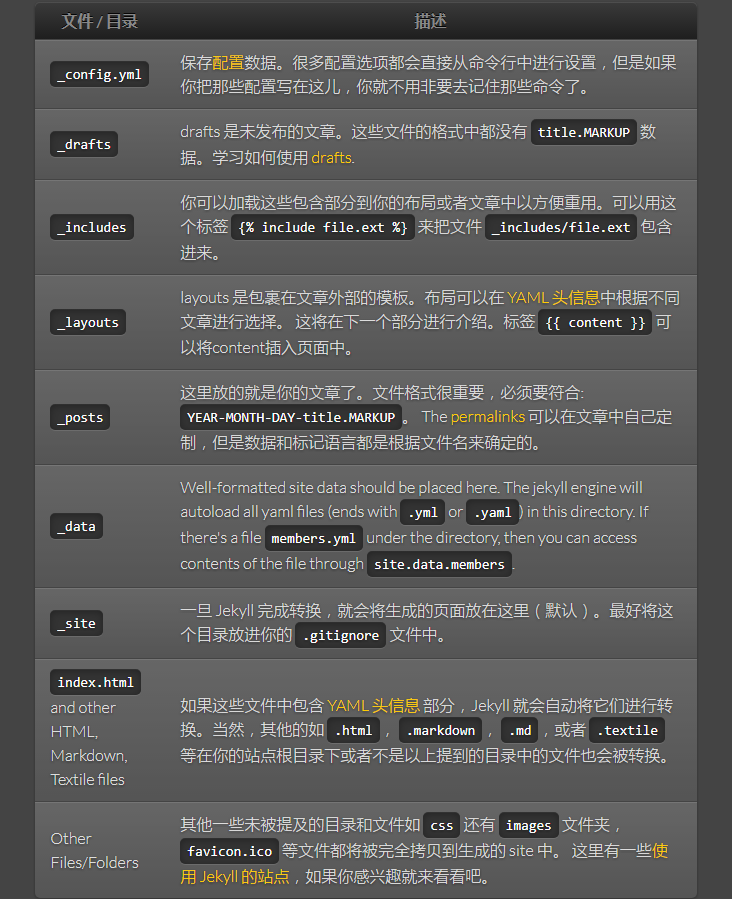 文件 / 目录 描述
_config.yml
保存配置数据。很多配置选项都会直接从命令行中进行设置，但是如果
你把那些配置写在这儿，你就不用非要去记住那些命令了。
_drafts
drafts 是未发布的文章。这些文件的格式中都没有 title.MARKUP 数
据。学习如何使用 drafts.
_includes
你可以加载这些包含部分到你的布局或者文章中以方便重用。可以用这
个标签 {% include file.ext %} 来把文件 _includes/file.ext 包含
进来。
_layouts
layouts 是包裹在文章外部的模板。布局可以在 YAML 头信息中根据不同
文章进行选择。 这将在下一个部分进行介绍。标签 {{ content }} 可
以将content插入页面中。
_posts
这里放的就是你的文章了。文件格式很重要，必须要符合:
YEAR-MONTH-DAY-title.MARKUP 。 The permalinks 可以在文章中自己定
制，但是数据和标记语言都是根据文件名来确定的。
_data
Well-formatted site data should be placed here. The jekyll engine will
autoload all yaml files (ends with .yml or .yaml ) in this directory. If
there's a file members.yml under the directory, then you can access
contents of the file through site.data.members .
_site
一旦 Jekyll 完成转换，就会将生成的页面放在这里（默认）。最好将这
个目录放进你的 .gitignore 文件中。
index.html
and other
HTML,
Markdown,
Textile files
如果这些文件中包含 YAML 头信息 部分，Jekyll 就会自动将它们进行转
换。当然，其他的如 .html ， .markdown ， .md ，或者 .textile
等在你的站点根目录下或者不是以上提到的目录中的文件也会被转换。
Other
Files/Folders
其他一些未被提及的目录和文件如 css 还有 images 文件夹，
favicon.ico 等文件都将被完全拷贝到生成的 site 中。 这里有一些使
用 Jekyll 的站点，如果你感兴趣就来看看吧。